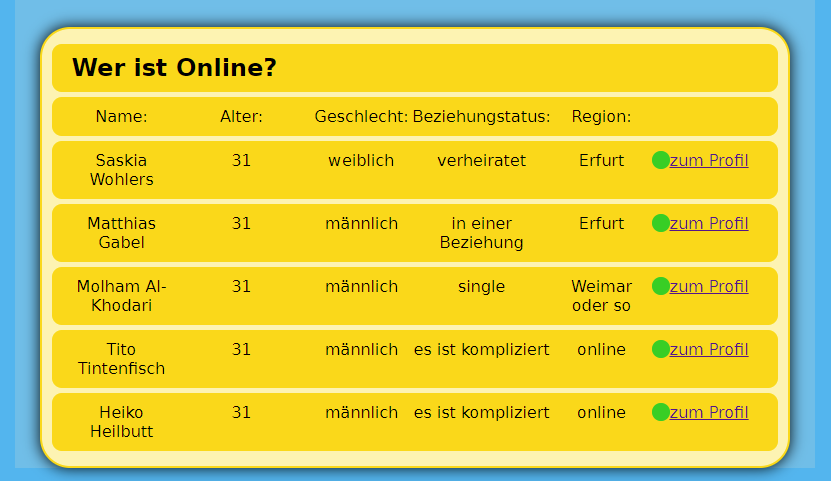 Wer ist Online?
Name: Alter: Geschlecht: Beziehungstatus: Region:
Saskia 31 weiblich verheiratet Erfurt zum Profil
Wohlers
Matthias 31 männlich in einer Erfurt zum Profil
Gabel Beziehung
Molham Al- 31 männlich single Weimar zum Profil
Khodari oder so
Tito 31 männlich es ist kompliziert online zum Profil
Tintenfisch
Heiko 31 männlich es ist kompliziert online zum Profil
Heilbutt